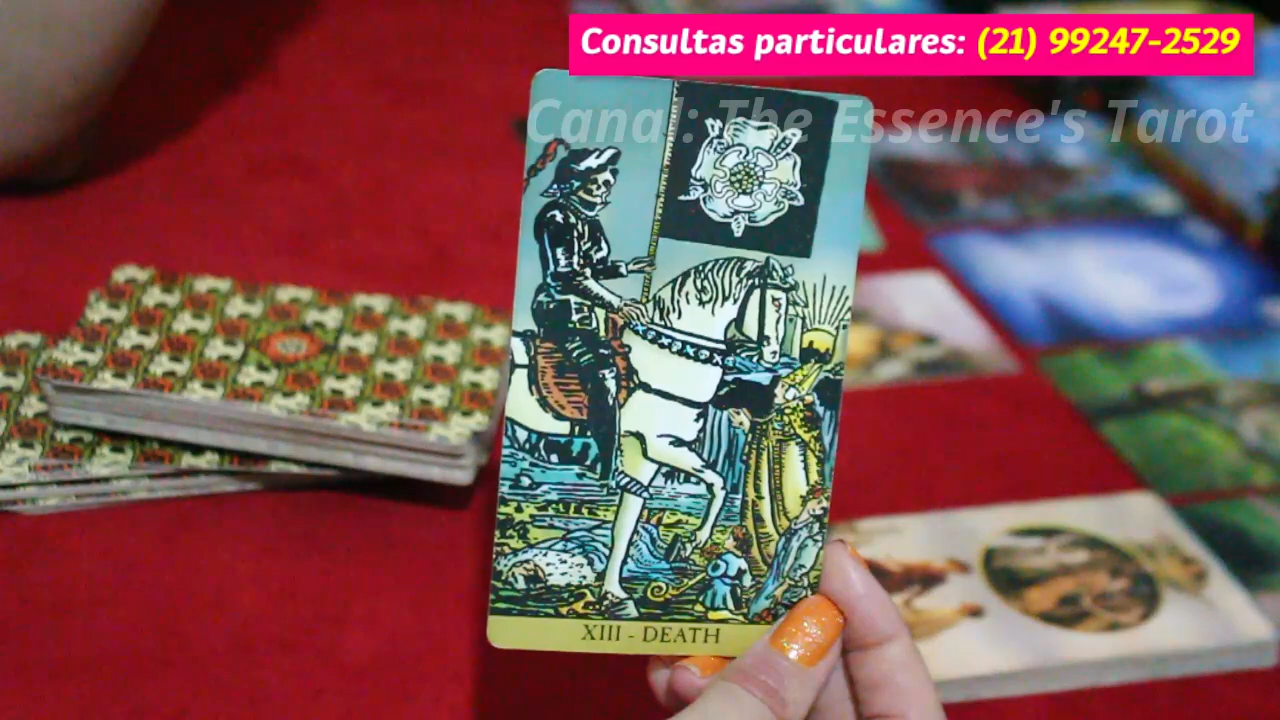 Consultas particulares: (21) 99247-2529
Canal: The Essence's Tarot
XIII - DEATH